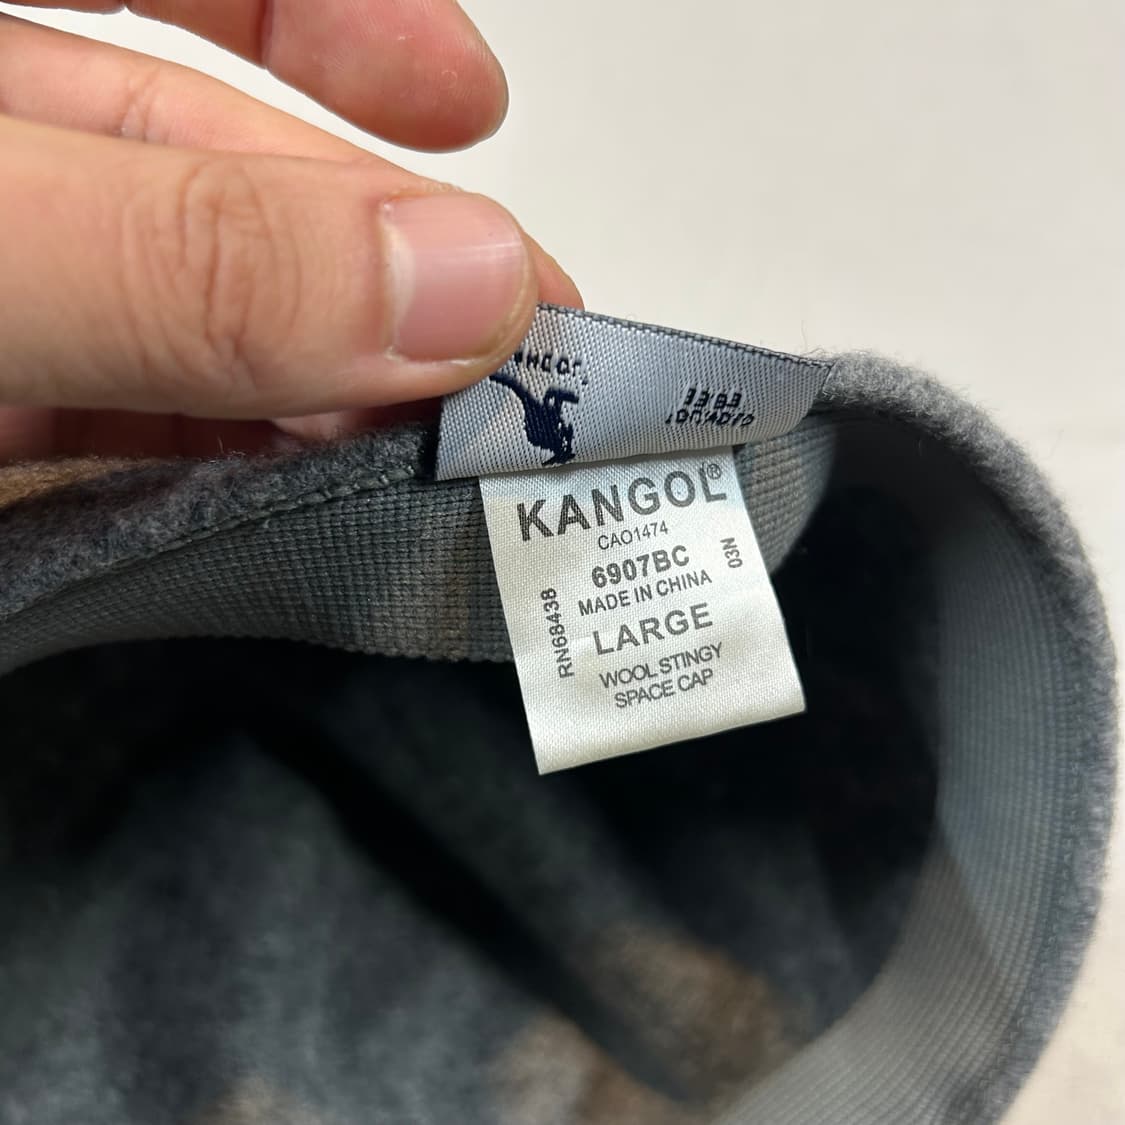 KANGOL®
CAO1474
6907BC
MADE IN CHINA
LARGE
WOOL STINGY
SPACE CAP
RN68438
03N